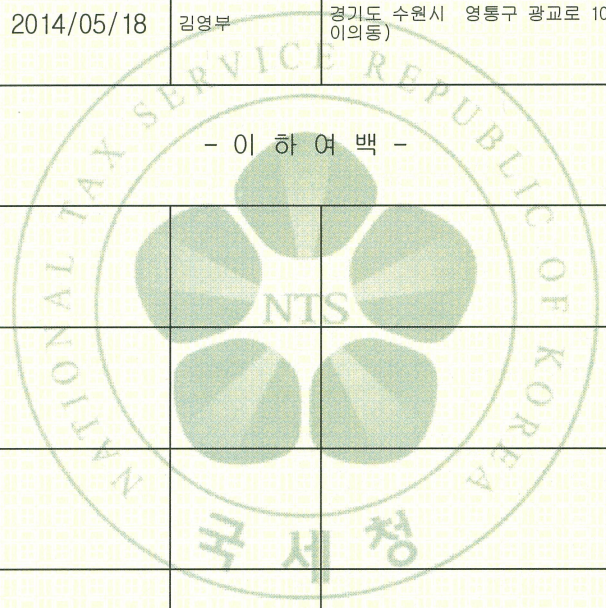 2014/05/18 김영부 경기도 수원시 영통구 광교로 10
이의동)
- 이 하 여 백 -
NATIONAL TAX SERVICE REPUBLIC OF KOREA
NTS
국세청